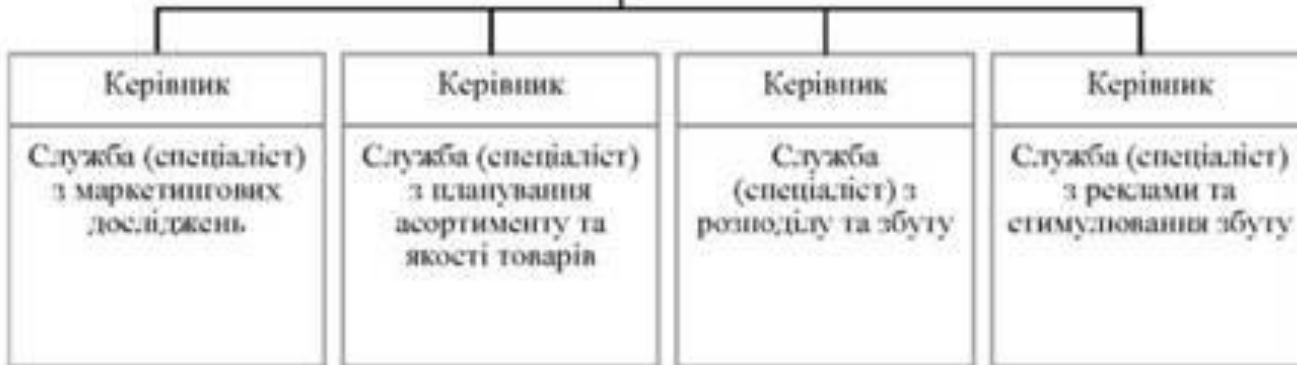 Керівник
Служба (спеціаліст)
з маркетингових
досліджень
Керівник
Служба (спеціаліст)
з планування
асортименту та
якості товарів
Керівник
Служба
(спеціаліст) з
розподілу та збуту
Керівник
Служба (спеціаліст)
з реклами та
стимулювання збуту